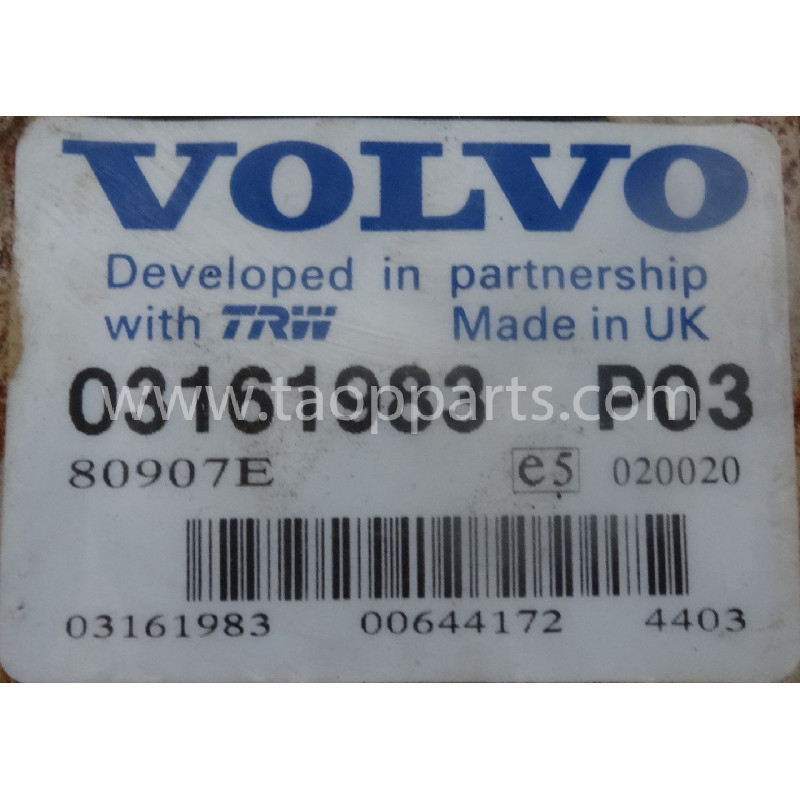 VOLVO
Developed in partnership
with TRW Made in UK
03161983 P03
www.taopparts.com
80907E e5 020020
03161983 00644172 4403